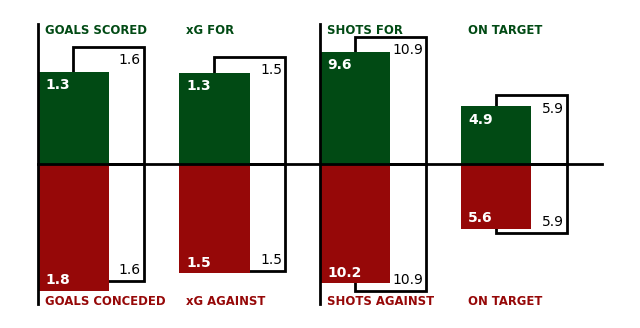 GOALS SCORED xG FOR SHOTS FOR ON TARGET
1.3 1.6 1.3 1.5 9.6 10.9 4.9 5.9
1.8 1.6 1.5 1.5 10.2 10.9 5.6 5.9
GOALS CONCEDED xG AGAINST SHOTS AGAINST ON TARGET